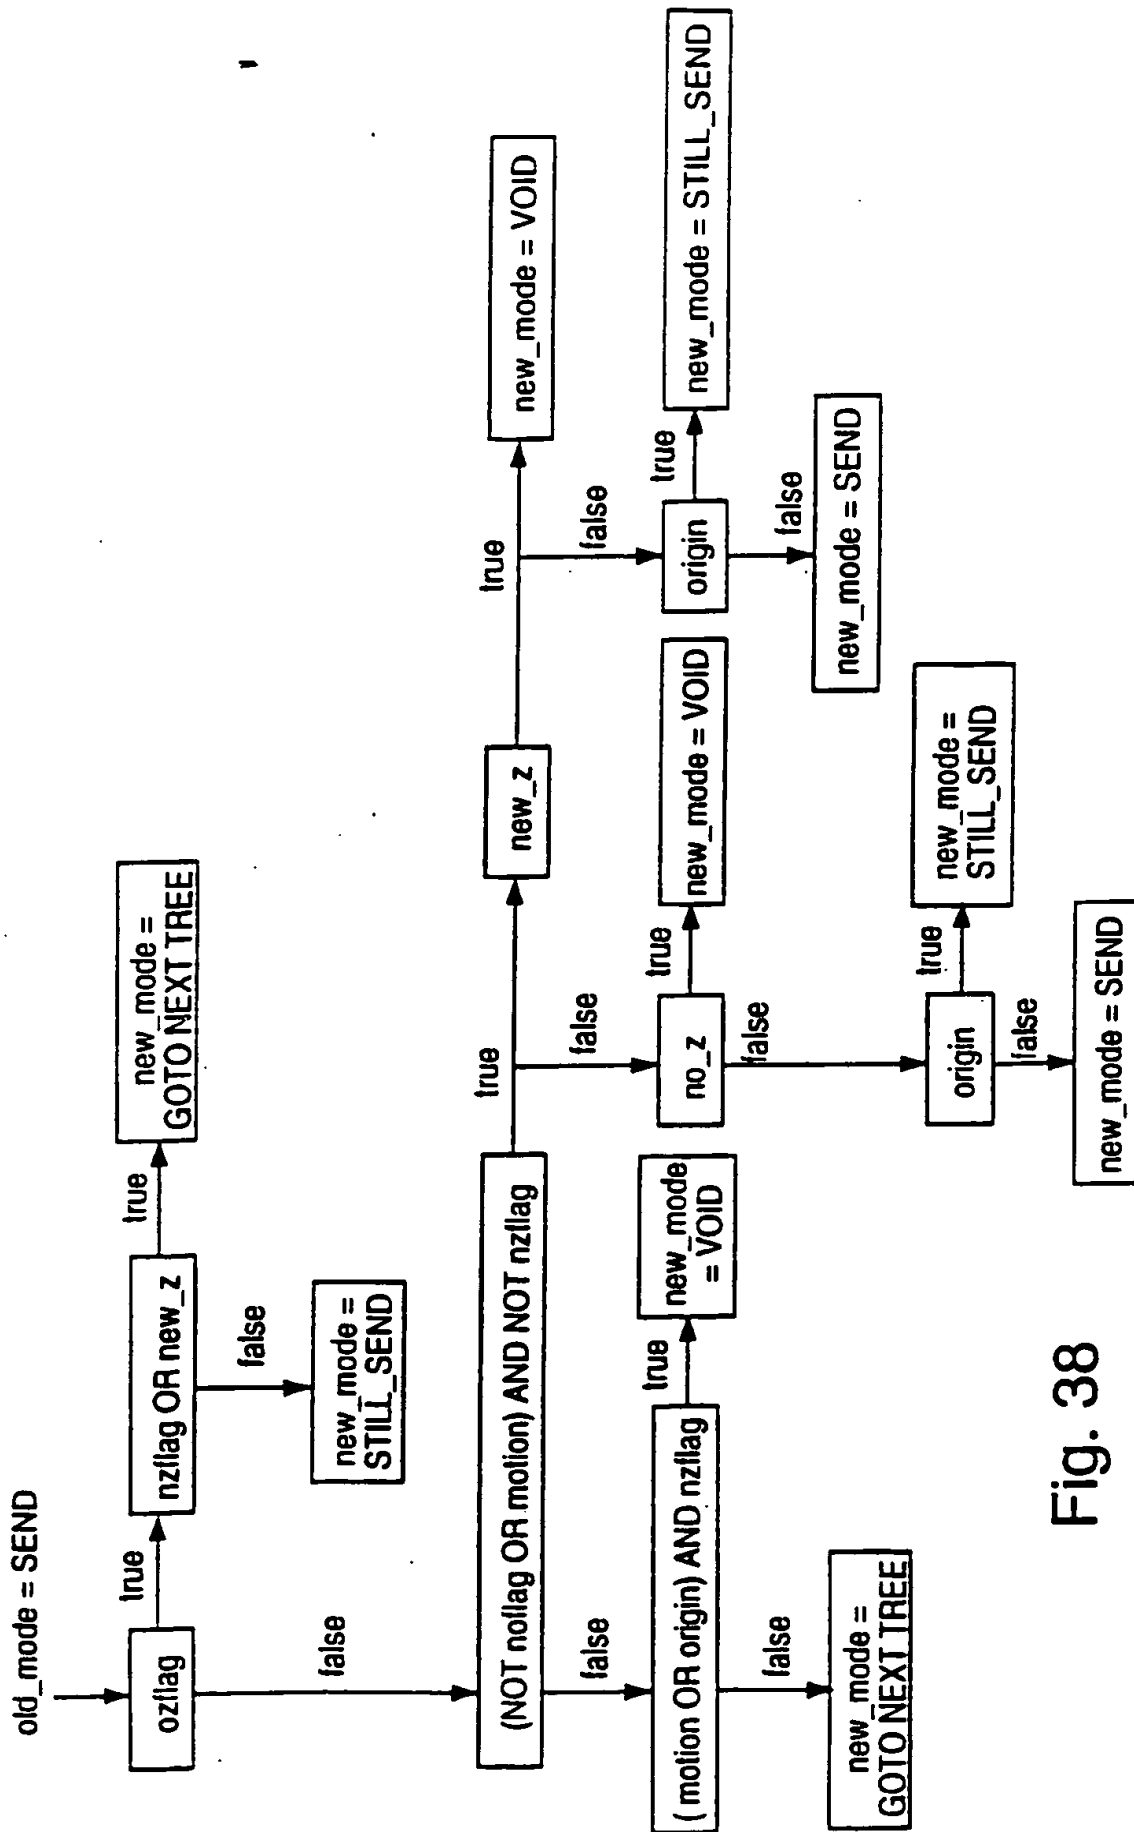 old_mode = SEND
ozflag
true
nzflag OR new_z
true
new_mode =
GOTO NEXT TREE
false
new_mode =
STILL_SEND
false
(NOT noflag OR motion) AND NOT nzflag
true
new_z
true
new_mode = VOID
false
origin
true
new_mode = STILL_SEND
false
new_mode = SEND
false
no_z
true
new_mode = VOID
false
origin
true
new_mode =
STILL_SEND
false
new_mode = SEND
false
( motion OR origin) AND nzflag
true
new_mode
= VOID
false
new_mode =
GOTO NEXT TREE
Fig. 38